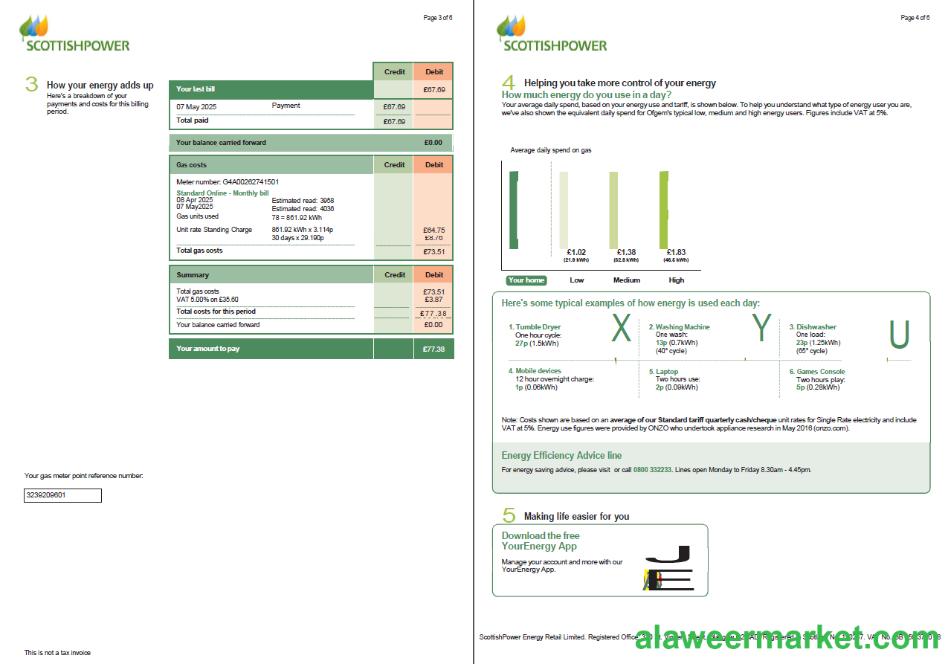 Page 3 of 6
SCOTTISHPOWER
3 How your energy adds up
Here's a breakdown of your
payments and costs for this billing
period.
Credit Debit
Your last bill £67.69
07 May 2025 Payment £67.69
Total paid £67.69
Your balance carried forward £0.00
Gas costs Credit Debit
Meter number: G4A00262741501
Standard Online - Monthly bill
08 Apr 2025 Estimated read: 3958
07 May2025 Estimated read: 4036
Gas units used 78 = 861.92 kWh
Unit rate Standing Charge 861.92 kWh x 3.114p £64.75
30 days x 29.190p £8.76
Total gas costs £73.51
Summary Credit Debit
Total gas costs £73.51
VAT 5.00% on £35.60 £3.87
Total costs for this period £77.38
Your balance carried forward £0.00
Your amount to pay £77.38
Your gas meter point reference number:
3239209601
This is not a tax invoice
Page 4 of 6
SCOTTISHPOWER
4 Helping you take more control of your energy
How much energy do you use in a day?
Your average daily spend, based on your energy use and tariff, is shown below. To help you understand what type of energy user you are,
we've also shown the equivalent daily spend for Ofgem's typical low, medium and high energy users. Figures include VAT at 5%.
Average daily spend on gas
£1.02 £1.38 £1.83
Your home Low Medium High
Here's some typical examples of how energy is used each day:
1. Tumble Dryer
One hour cycle:
27p (1.5kWh)
X
2. Washing Machine
One wash:
13p (0.7kWh)
(40° cycle)
Y
3. Dishwasher
One load:
23p (1.25kWh)
(65° cycle)
U
4. Mobile devices
12 hour overnight charge:
1p (0.06kWh)
5. Laptop
Two hours use:
2p (0.09kWh)
6. Games Console
Two hours play:
5p (0.28kWh)
Note: Costs shown are based on an average of our Standard tariff quarterly cash/cheque unit rates for Single Rate electricity and include
VAT at 5%. Energy use figures were provided by ONZO who undertook appliance research in May 2016 (onzo.com).
Energy Efficiency Advice line
For energy saving advice, please visit or call 0800 332233. Lines open Monday to Friday 8.30am - 4.45pm.
5 Making life easier for you
Download the free
YourEnergy App
Manage your account and more with our
YourEnergy App.
ScottishPower Energy Retail Limited. Registered Office
alaweermarket.com